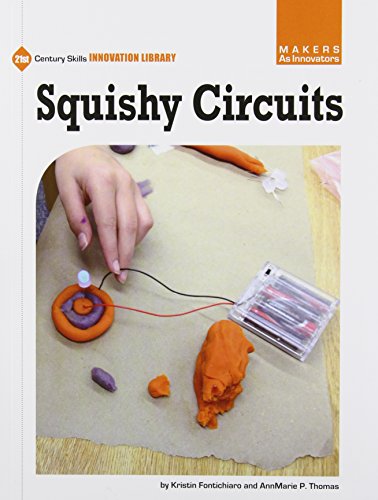 21st Century Skills INNOVATION LIBRARY
MAKERS
As Innovators
Squishy Circuits
by Kristin Fontichiaro and AnnMarie P. Thomas